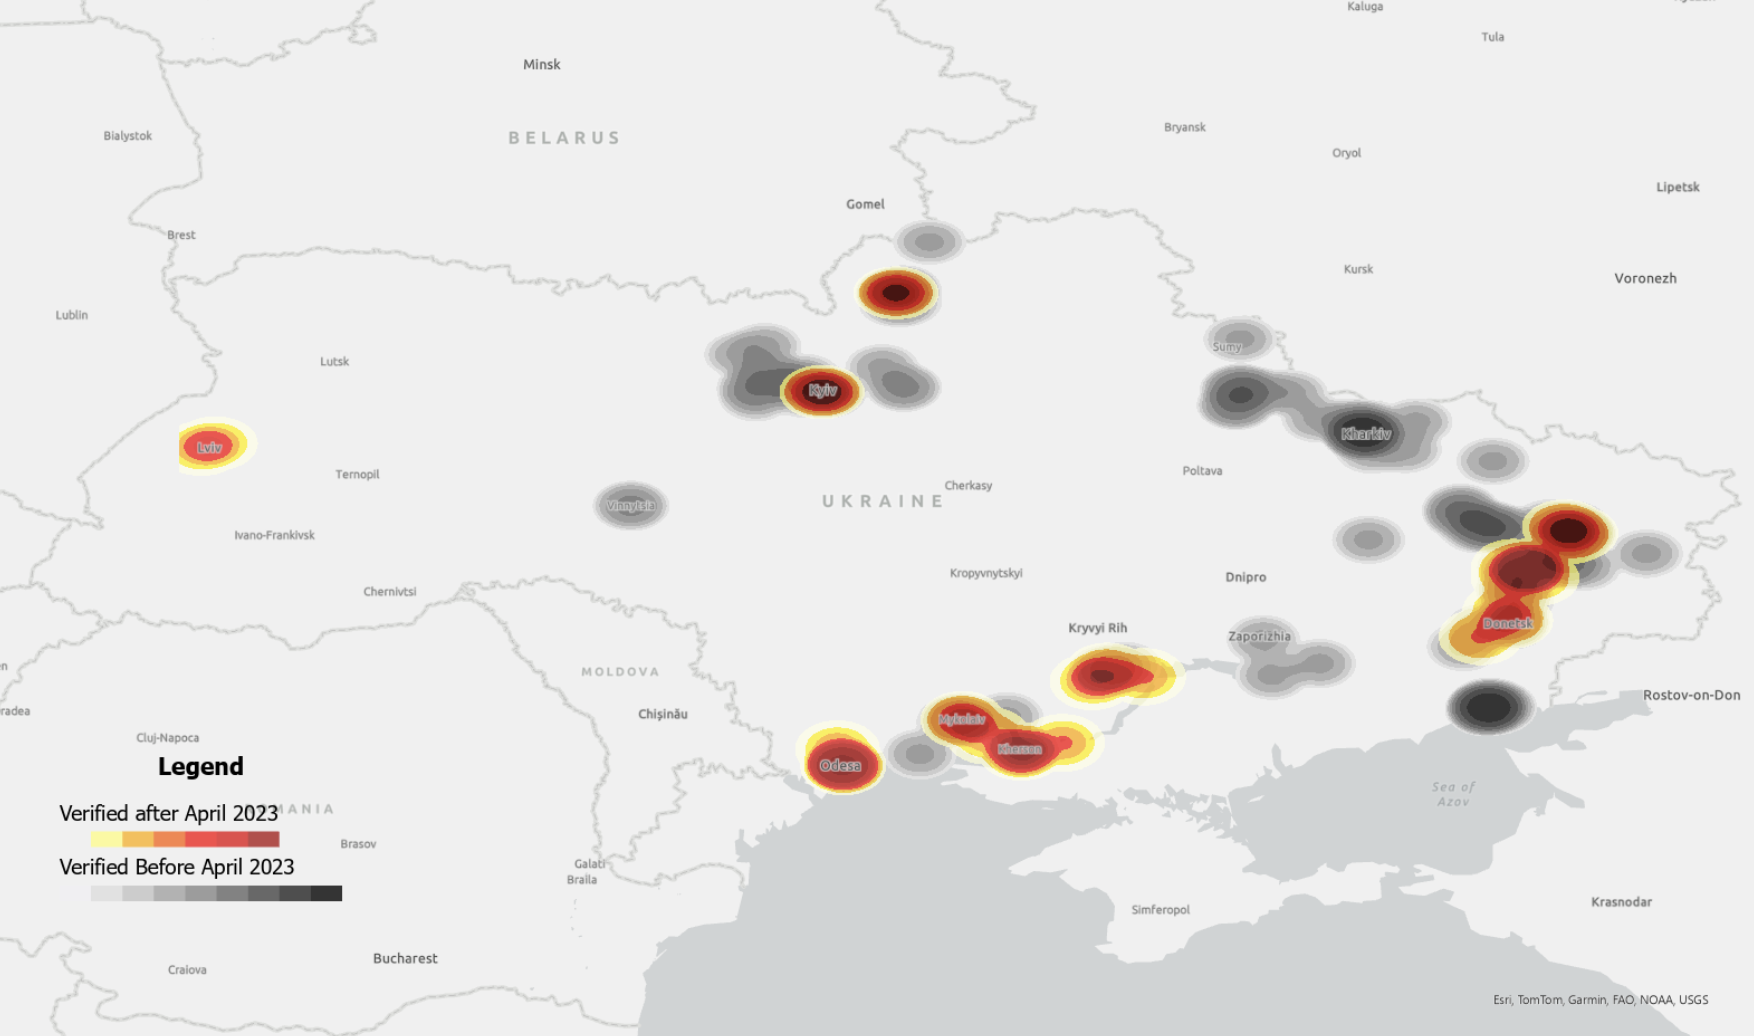 Kaluga
Tula
Minsk
Bryansk
Bialystok
BELARUS
Oryol
Lipetsk
Gomel
Brest
Kursk
Voronezh
Lublin
Sumy
Lutsk
Kyiv
Kharkiv
Lviv
Poltava
Ternopil
Cherkasy
UKRAINE
Vinnytsia
Ivano-Frankivsk
Kropyvnytskyi
Dnipro
Chernivtsi
Donetsk
Kryvyi Rih
Zaporizhia
MOLDOVA
Rostov-on-Don
radea
Chișinău
Mykolaiv
Cluj-Napoca
Kherson
Odesa
Legend
Sea of
Azov
ROMANIA
Verified after April 2023
Brasov
Verified Before April 2023
Galati
Braila
Krasnodar
Simferopol
Bucharest
Craiova
Esri, TomTom, Garmin, FAO, NOAA, USGS